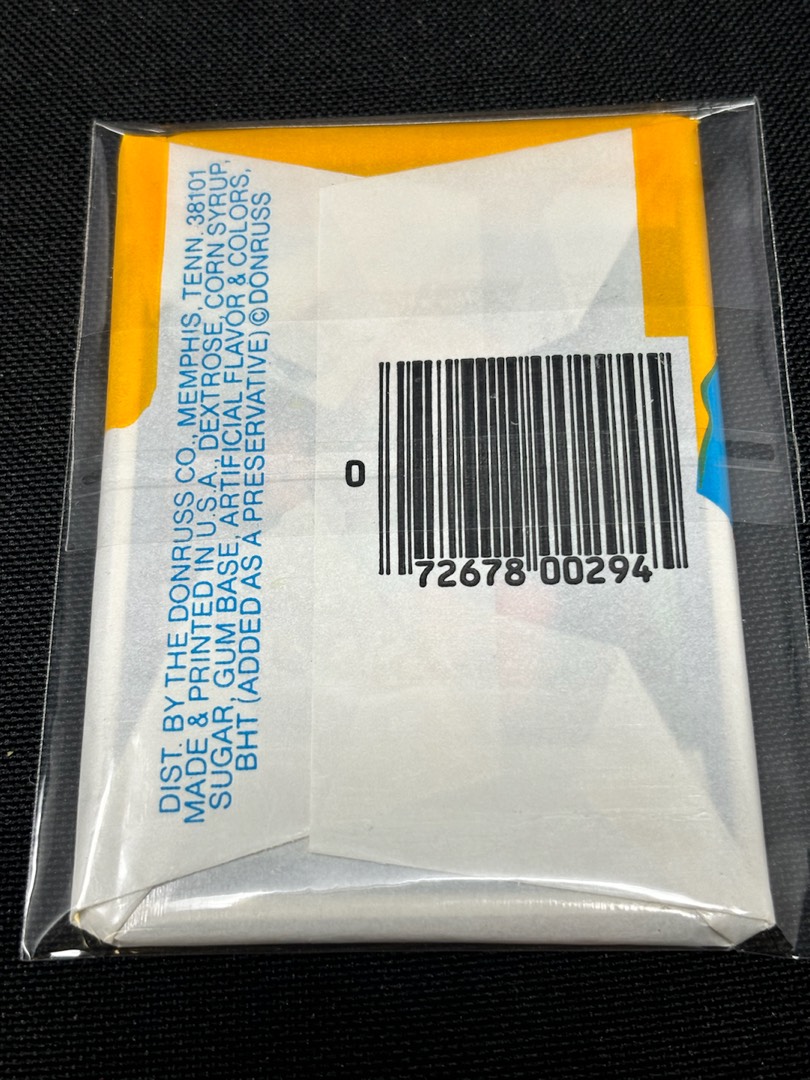 DIST. BY THE DONRUSS CO., MEMPHIS, TENN. 38101
MADE & PRINTED IN U.S.A., DEXTROSE, CORN SYRUP,
SUGAR, GUM BASE, ARTIFICIAL FLAVOR & COLORS,
BHT (ADDED AS A PRESERVATIVE) © DONRUSS
0 72678 00294